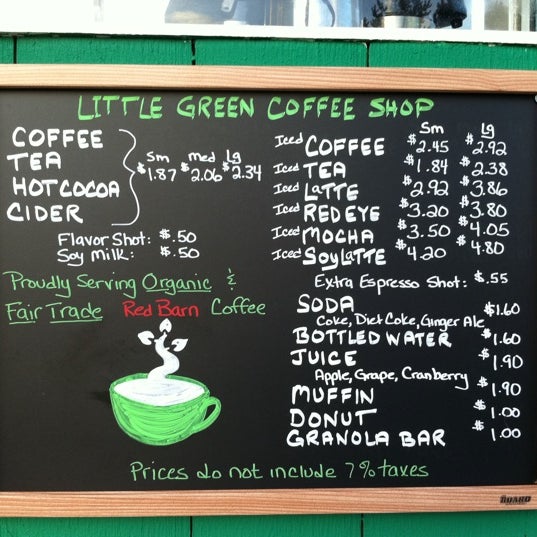 LITTLE GREEN COFFEE SHOP
COFFEE
TEA
HOT COCOA
CIDER
Sm med Lg
$1.87 $2.06 $2.34
Flavor Shot: $.50
Soy Milk: $.50
Proudly Serving Organic &
Fair Trade Red Barn Coffee
Sm Lg
Iced COFFEE $2.45 $2.92
Iced TEA $1.84 $2.38
Iced LaTTE $2.92 $3.86
Iced REDEYE $3.20 $3.80
Iced MOCHA $3.50 $4.05
Iced SoyLaTTE $4.20 $4.80
Extra Espresso Shot: $.55
SODA $1.60
Coke, Diet Coke, Ginger Ale
BOTTLED WATER $1.60
JUICE $1.90
Apple, Grape, Cranberry
MUFFIN $1.90
DONUT $1.00
GRANOLA BAR $1.00
Prices do not include 7% taxes